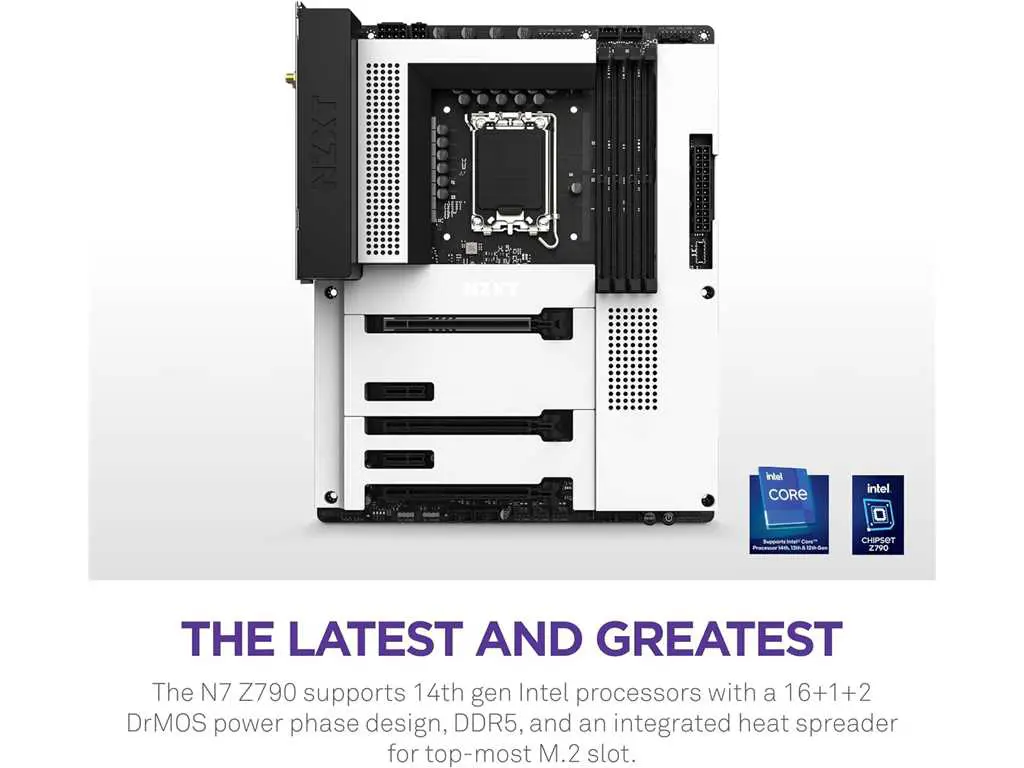 NZXT
NZXT
intel
CORE
Supports Intel® Core™
Processor 14th, 13th & 12th Gen
intel
CHIPSET
Z790
THE LATEST AND GREATEST
The N7 Z790 supports 14th gen Intel processors with a 16+1+2
DrMOS power phase design, DDR5, and an integrated heat spreader
for top-most M.2 slot.